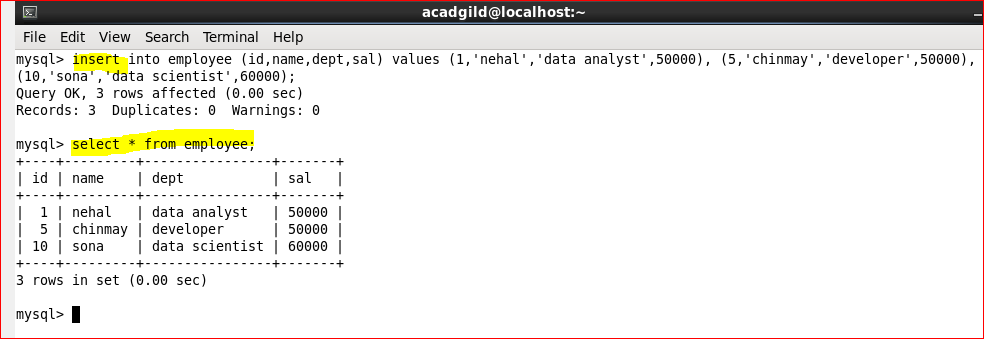 acadgild@localhost:~
File Edit View Search Terminal Help
mysql> insert into employee (id,name,dept,sal) values (1,'nehal','data analyst',50000), (5,'chinmay','developer',50000),
(10,'sona','data scientist',60000);
Query OK, 3 rows affected (0.00 sec)
Records: 3  Duplicates: 0  Warnings: 0
mysql> select * from employee;
+----+---------+----------------+-------+
| id | name    | dept           | sal   |
+----+---------+----------------+-------+
|  1 | nehal   | data analyst   | 50000 |
|  5 | chinmay | developer      | 50000 |
| 10 | sona    | data scientist | 60000 |
+----+---------+----------------+-------+
3 rows in set (0.00 sec)
mysql>